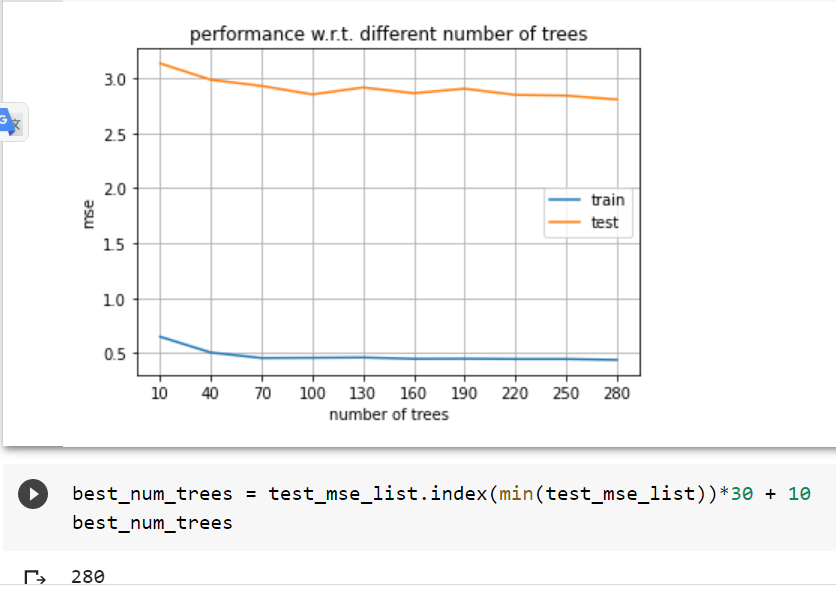 performance w.r.t. different number of trees
3.0
2.5
2.0
1.5
1.0
0.5
mse
train
test
10 40 70 100 130 160 190 220 250 280
number of trees
G文
best_num_trees = test_mse_list.index(min(test_mse_list))*30 + 10
best_num_trees
280